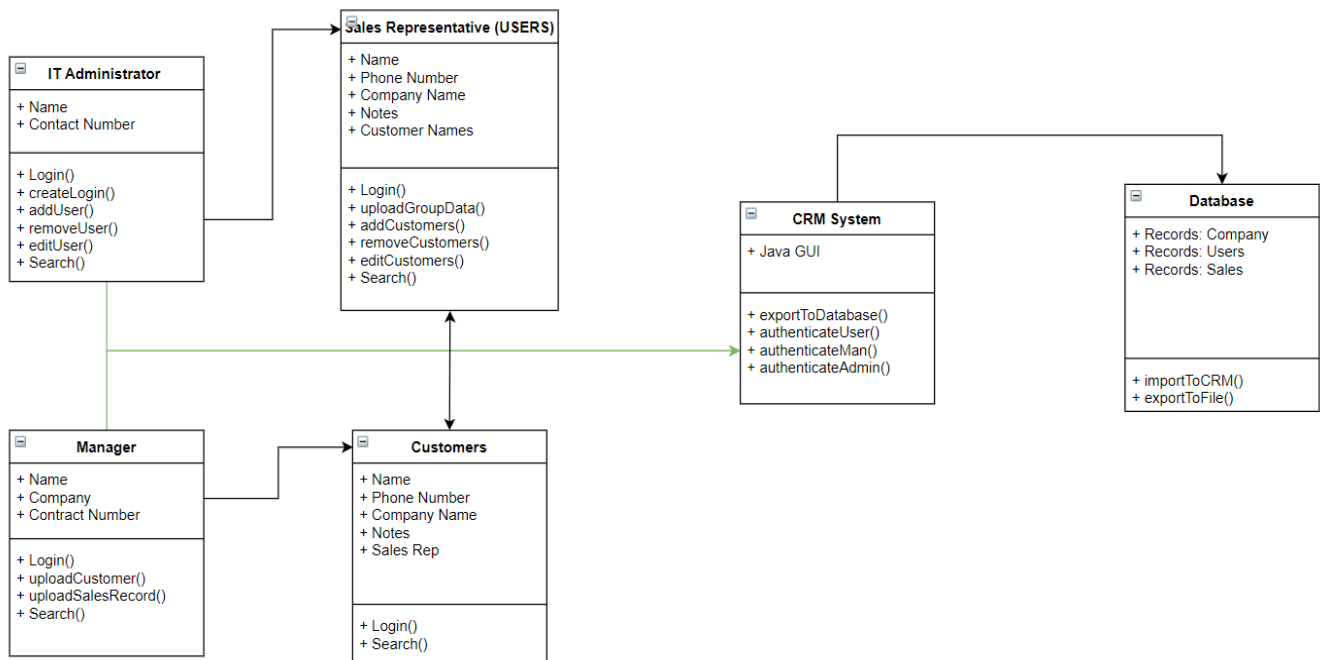 IT Administrator
+ Name
+ Contact Number
+ Login()
+ createLogin()
+ addUser()
+ removeUser()
+ editUser()
+ Search()
Sales Representative (USERS)
+ Name
+ Phone Number
+ Company Name
+ Notes
+ Customer Names
+ Login()
+ uploadGroupData()
+ addCustomers()
+ removeCustomers()
+ editCustomers()
+ Search()
CRM System
+ Java GUI
+ exportToDatabase()
+ authenticateUser()
+ authenticateMan()
+ authenticateAdmin()
Database
+ Records: Company
+ Records: Users
+ Records: Sales
+ importToCRM()
+ exportToFile()
Manager
+ Name
+ Company
+ Contract Number
+ Login()
+ uploadCustomer()
+ uploadSalesRecord()
+ Search()
Customers
+ Name
+ Phone Number
+ Company Name
+ Notes
+ Sales Rep
+ Login()
+ Search()